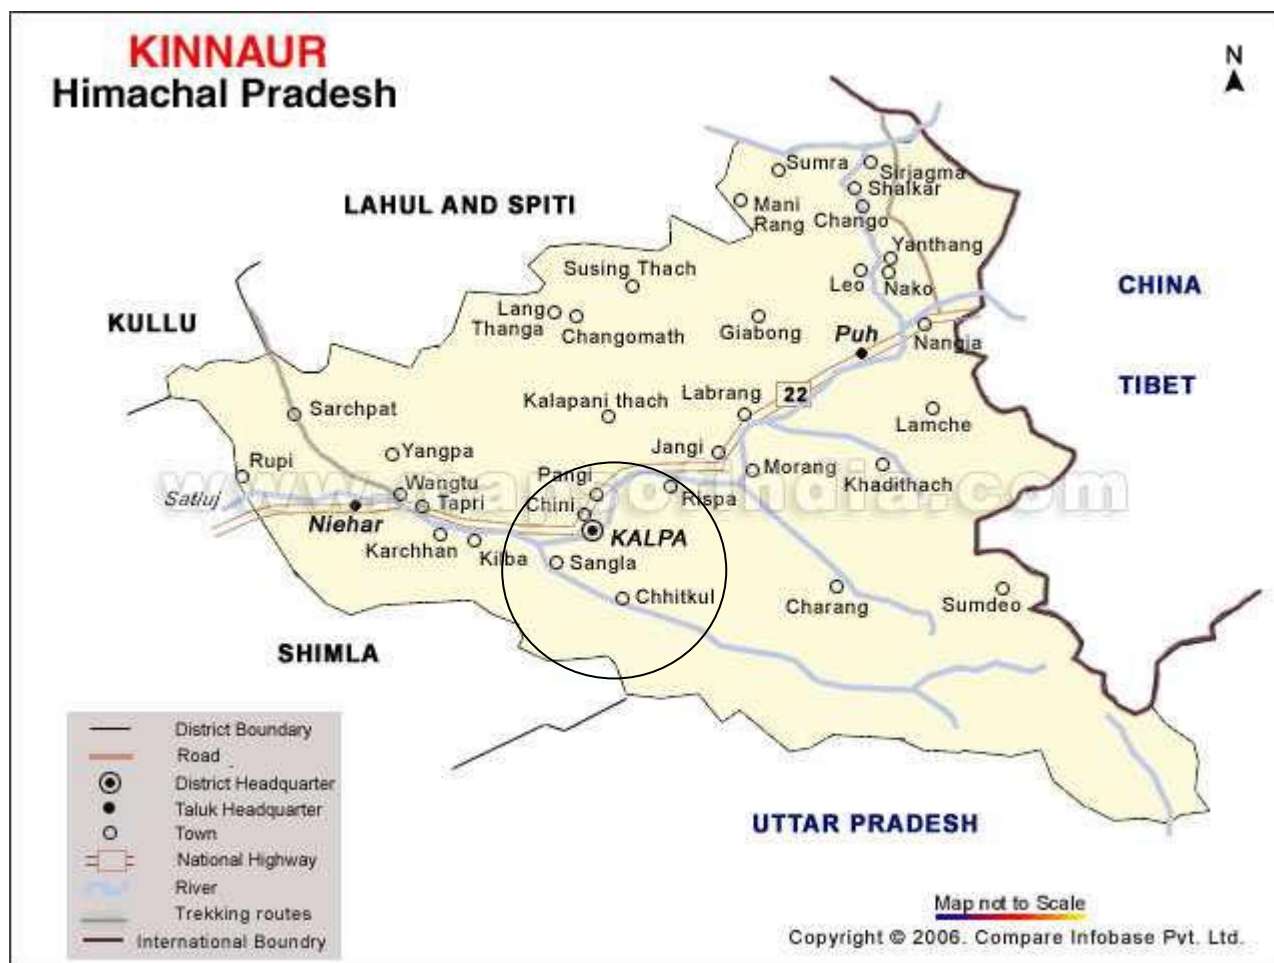 KINNAUR
Himachal Pradesh
N
Sumra
Sirjagma
Shalkar
LAHUL AND SPITI
Mani
Rang
Chango
Yanthang
Susing Thach
Leo
Nako
CHINA
KULLU
Lang
Thanga
Changomath
Giabong
Puh
Nangia
TIBET
Labrang
22
Sarchpat
Kalapani thach
Lamche
Yangpa
Jangi
Rupi
Pangi
Morang
Khadithach
www.mapsofindia.com
Satluj
Wangtu
Tapri
Chini
Rispa
Niehar
KALPA
Karchhan
Kilba
Sangla
Chhitkul
Charang
Sumdeo
SHIMLA
District Boundary
Road
District Headquarter
Taluk Headquarter
Town
National Highway
River
Trekking routes
International Boundry
UTTAR PRADESH
Map not to Scale
Copyright © 2006. Compare Infobase Pvt. Ltd.